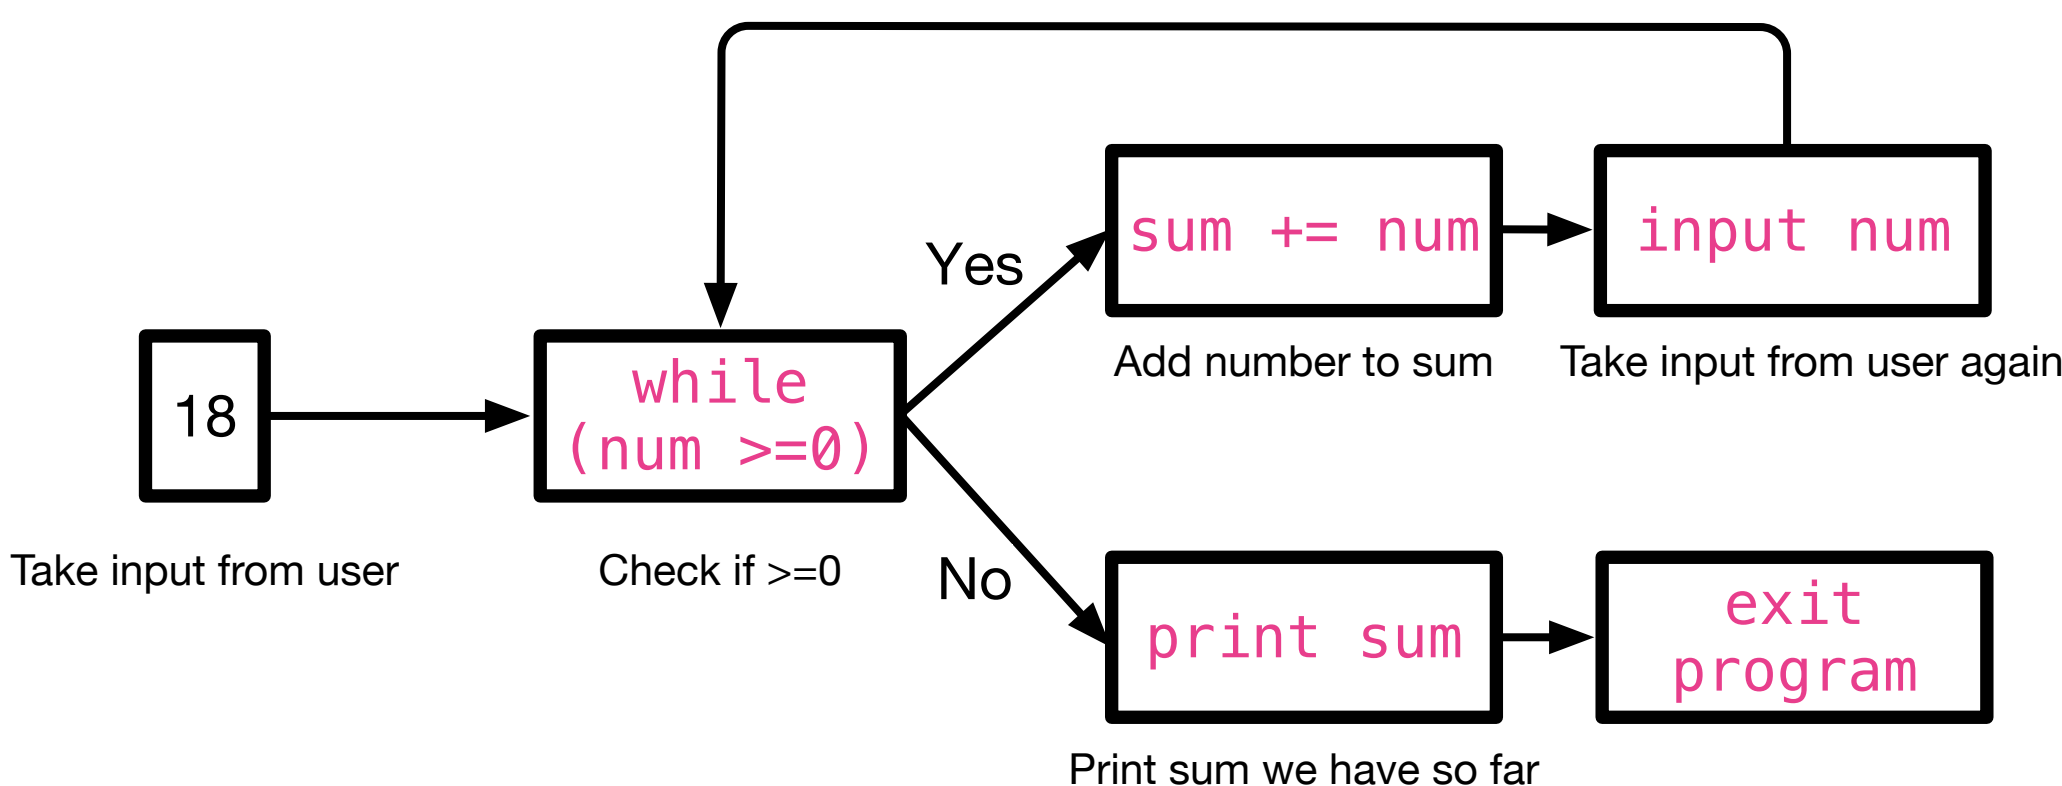 18
Take input from user
while
(num >=0)
Check if >=0
Yes
sum += num
Add number to sum
input num
Take input from user again
No
print sum
Print sum we have so far
exit
program